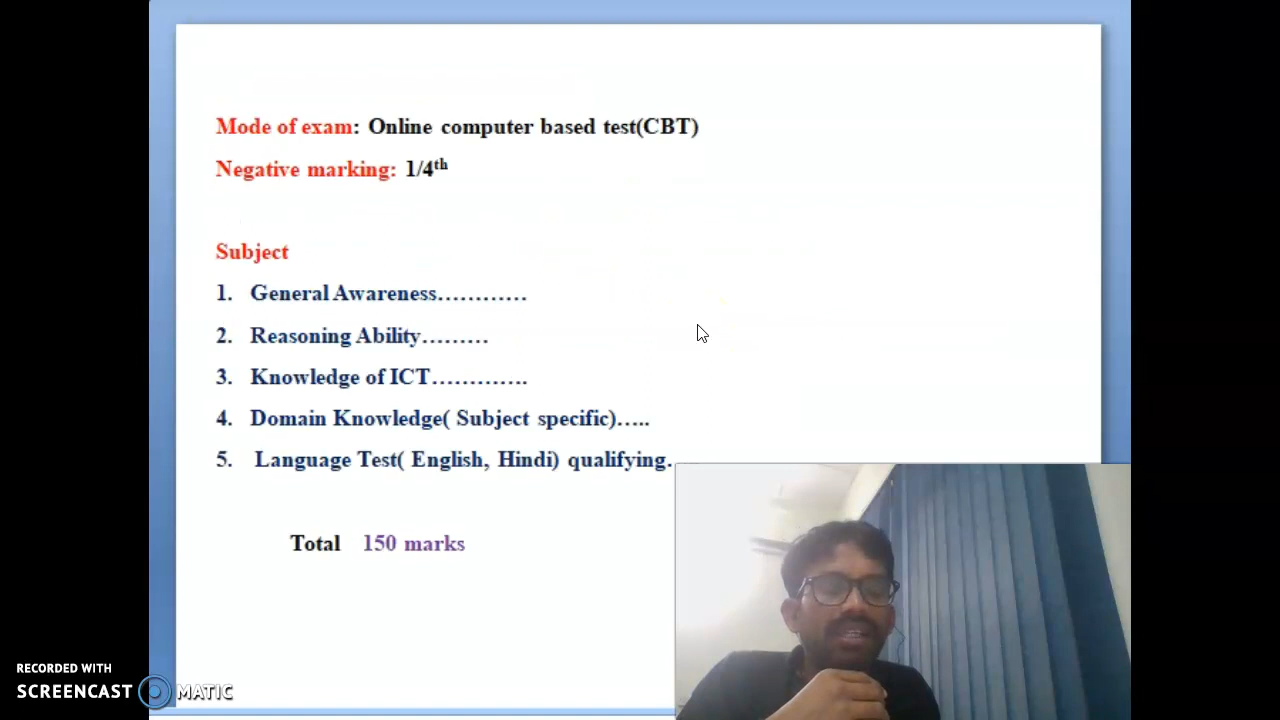 Mode of exam: Online computer based test(CBT)
Negative marking: 1/4th
Subject
1. General Awareness…………
2. Reasoning Ability………
3. Knowledge of ICT………….
4. Domain Knowledge( Subject specific)…..
5. Language Test( English, Hindi) qualifying.
Total 150 marks
RECORDED WITH
SCREENCAST MATIC